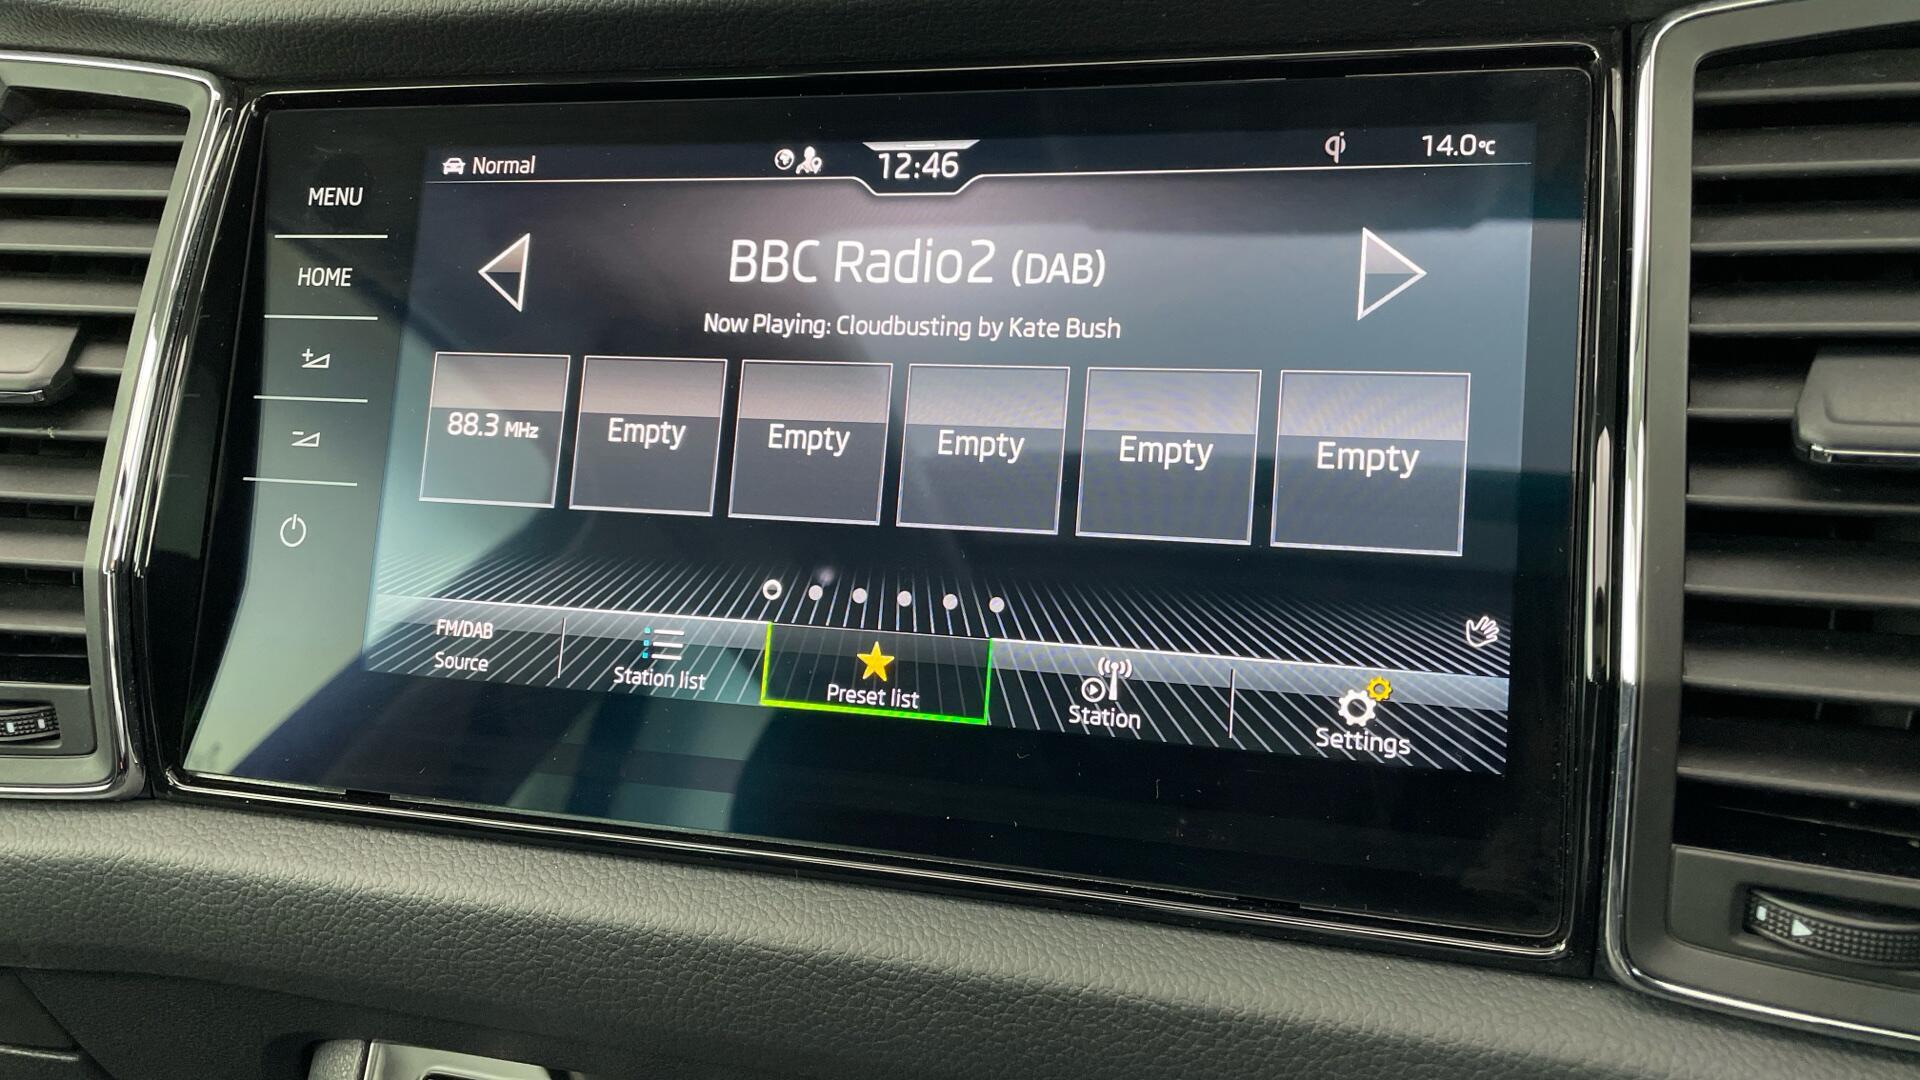 Normal
12:46
qi
14.0°C
MENU
HOME
BBC Radio2 (DAB)
Now Playing: Cloudbusting by Kate Bush
88.3 MHz
Empty
Empty
Empty
Empty
Empty
FM/DAB
Source
Station list
Preset list
Station
Settings